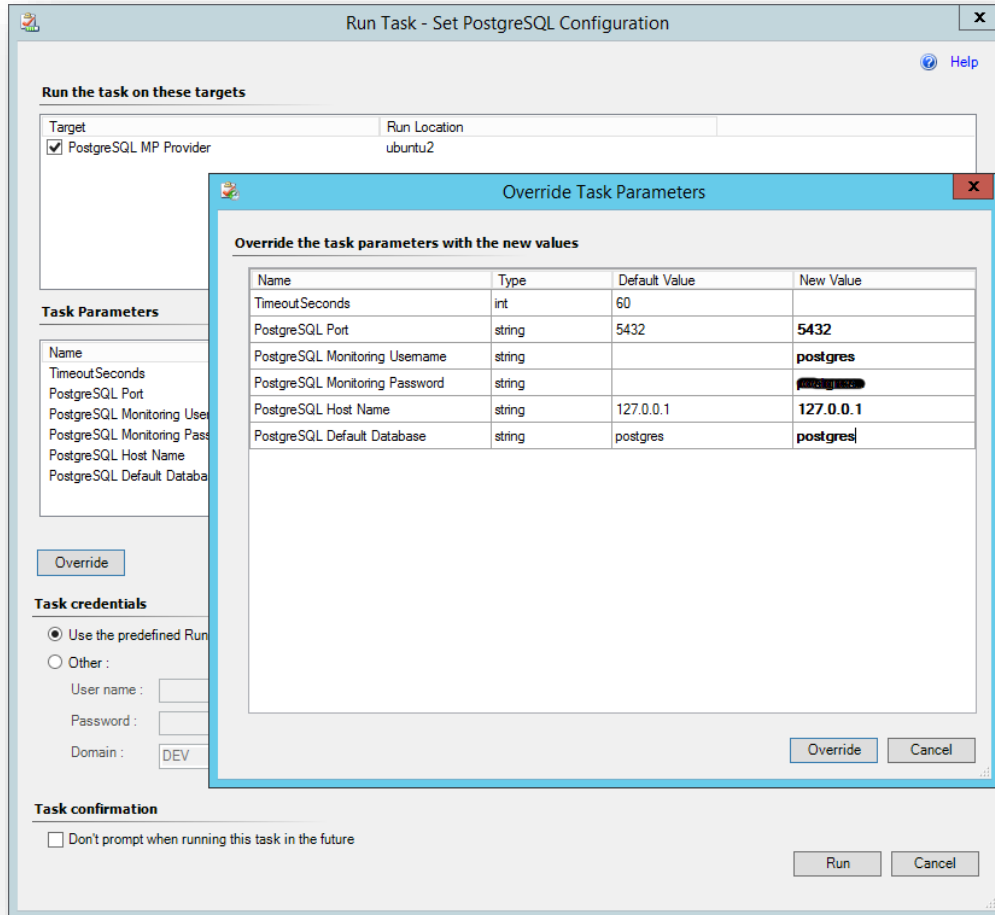 Run Task - Set PostgreSQL Configuration
x
Help
Run the task on these targets
Target Run Location
PostgreSQL MP Provider ubuntu2
Override Task Parameters
x
Override the task parameters with the new values
Name Type Default Value New Value
TimeoutSeconds int 60
PostgreSQL Port string 5432 5432
PostgreSQL Monitoring Username string postgres
PostgreSQL Monitoring Password string
PostgreSQL Host Name string 127.0.0.1 127.0.0.1
PostgreSQL Default Database string postgres postgres
Override Cancel
Task Parameters
Name
TimeoutSeconds
PostgreSQL Port
PostgreSQL Monitoring User
PostgreSQL Monitoring Pass
PostgreSQL Host Name
PostgreSQL Default Databa
Override
Task credentials
Use the predefined Run
Other :
User name :
Password :
Domain : DEV
Task confirmation
Don't prompt when running this task in the future
Run Cancel